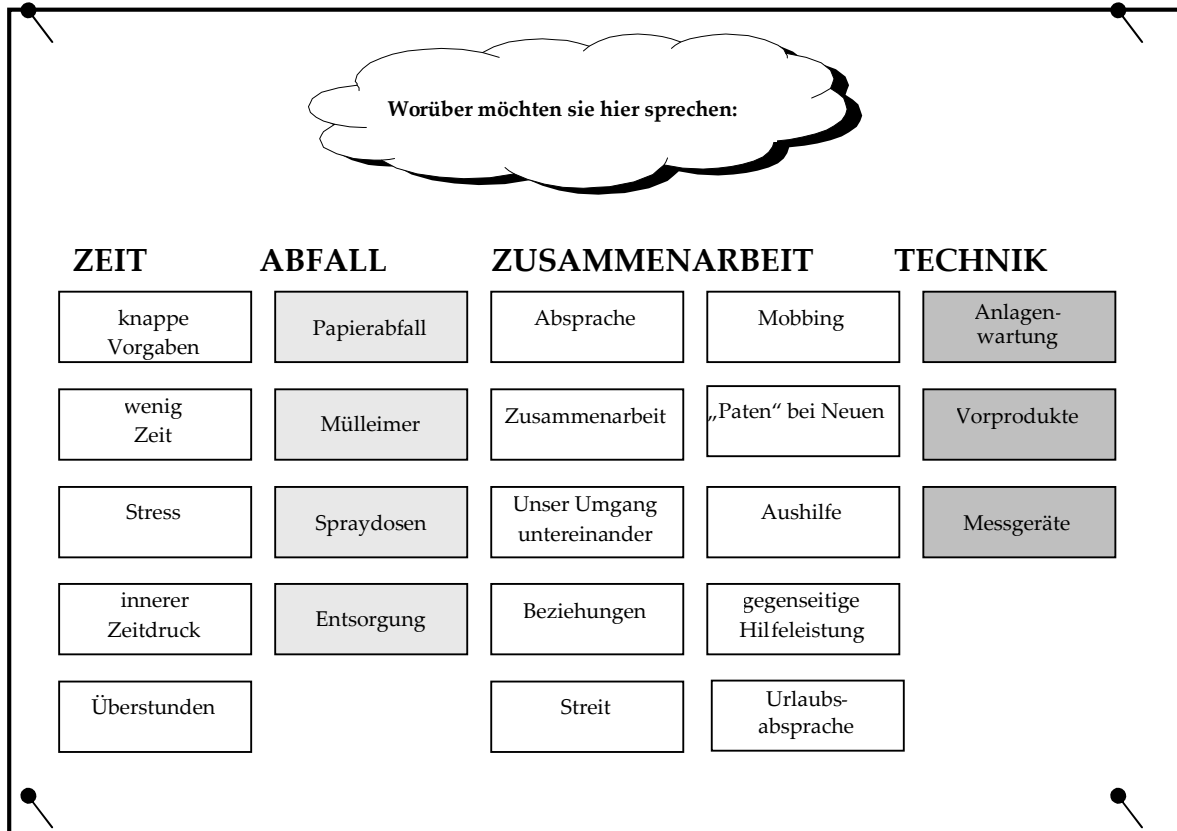 Worüber möchten sie hier sprechen:
ZEIT
ABFALL
ZUSAMMENARBEIT
TECHNIK
knappe
Vorgaben
Papierabfall
Absprache
Mobbing
Anlagen-
wartung
wenig
Zeit
Mülleimer
Zusammenarbeit
„Paten“ bei Neuen
Vorprodukte
Stress
Spraydosen
Unser Umgang
untereinander
Aushilfe
Messgeräte
innerer
Zeitdruck
Entsorgung
Beziehungen
gegenseitige
Hilfeleistung
Überstunden
Streit
Urlaubs-
absprache